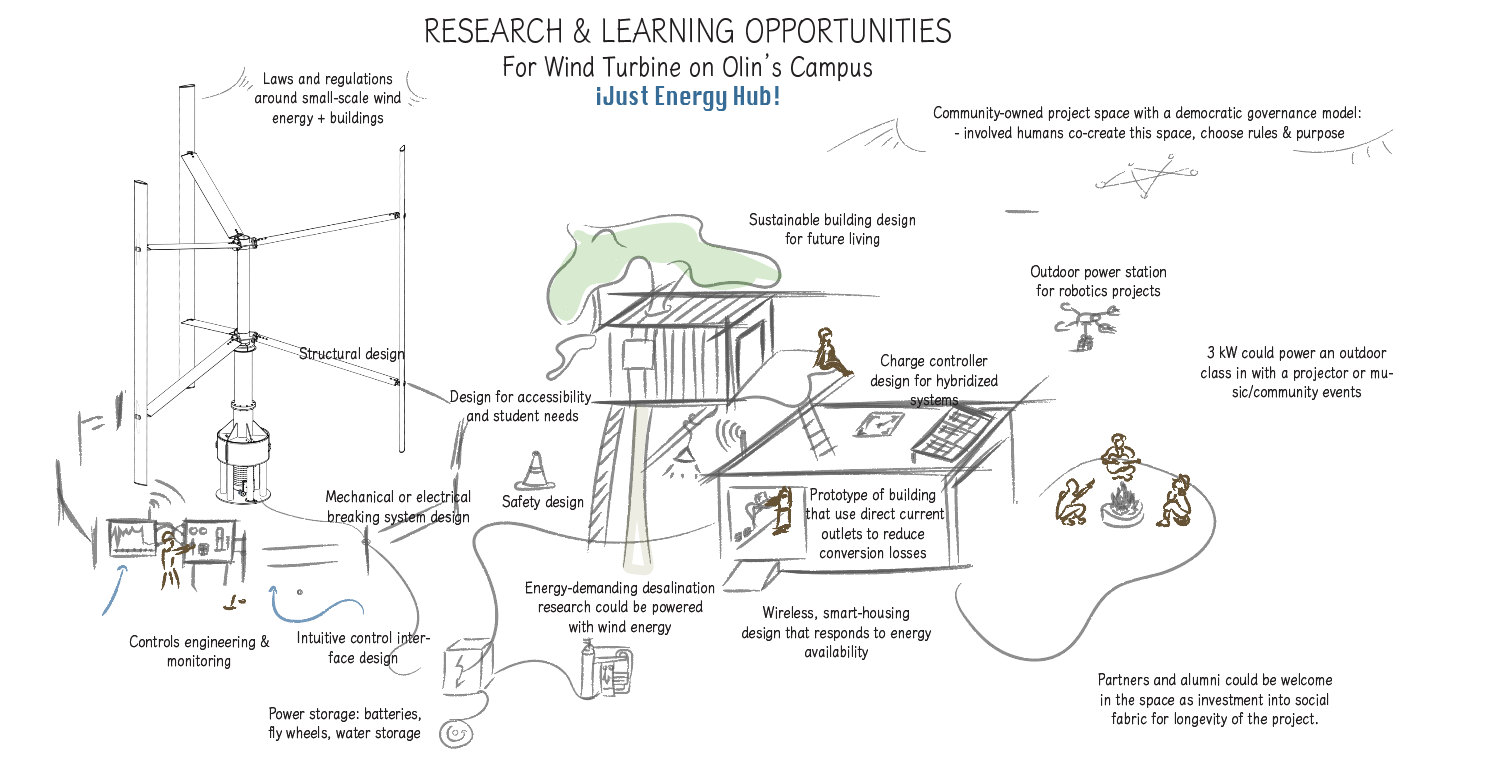 RESEARCH & LEARNING OPPORTUNITIES
For Wind Turbine on Olin's Campus
¡Just Energy Hub!
Laws and regulations
around small-scale wind
energy + buildings
Community-owned project space with a democratic governance model:
- involved humans co-create this space, choose rules & purpose
Sustainable building design
for future living
Outdoor power station
for robotics projects
Structural design
3 kW could power an outdoor
class in with a projector or mu-
sic/community events
Charge controller
design for hybridized
systems
Design for accessibility
and student needs
Mechanical or electrical
breaking system design
Safety design
Prototype of building
that use direct current
outlets to reduce
conversion losses
Energy-demanding desalination
research could be powered
with wind energy
Wireless, smart-housing
design that responds to energy
availability
Controls engineering &
monitoring
Intuitive control inter-
face design
Partners and alumni could be welcome
in the space as investment into social
fabric for longevity of the project.
Power storage: batteries,
fly wheels, water storage